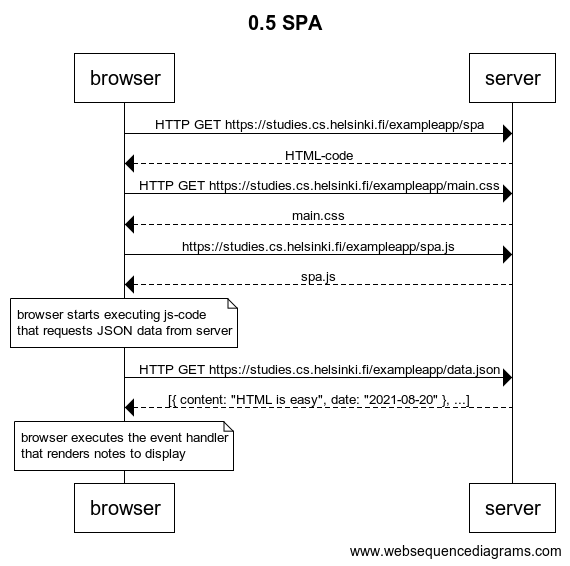 0.5 SPA
browser
server
HTTP GET https://studies.cs.helsinki.fi/exampleapp/spa
HTML-code
HTTP GET https://studies.cs.helsinki.fi/exampleapp/main.css
main.css
https://studies.cs.helsinki.fi/exampleapp/spa.js
spa.js
browser starts executing js-code
that requests JSON data from server
HTTP GET https://studies.cs.helsinki.fi/exampleapp/data.json
[{ content: "HTML is easy", date: "2021-08-20" }, ...]
browser executes the event handler
that renders notes to display
browser
server
www.websequencediagrams.com